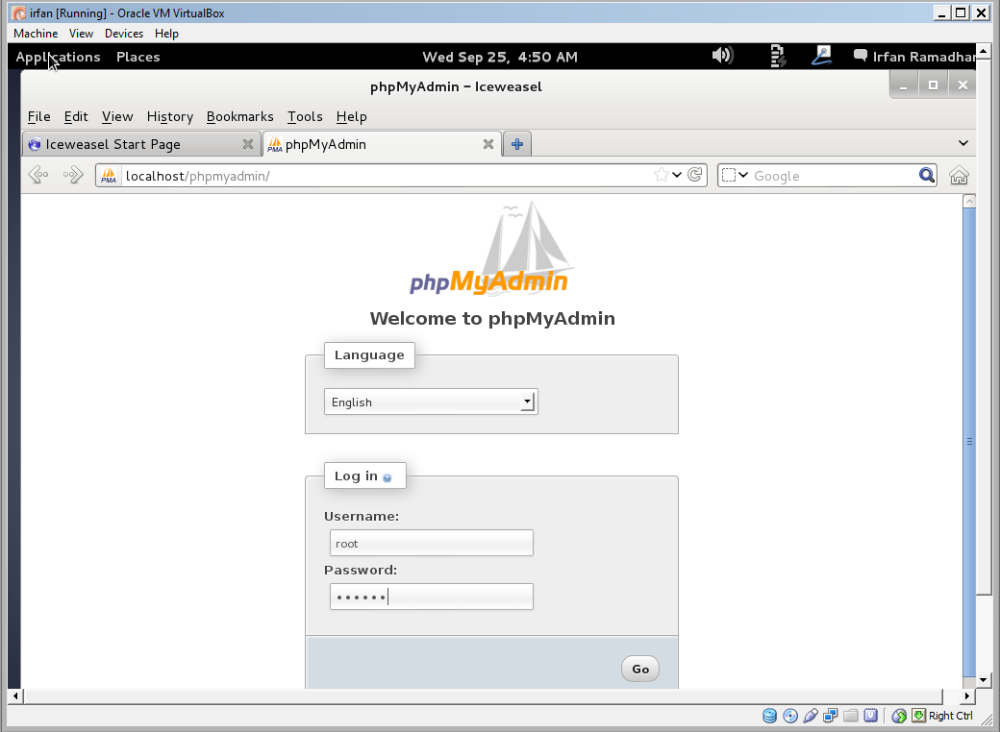 irfan [Running] - Oracle VM VirtualBox
Machine View Devices Help
Applications Places Wed Sep 25, 4:50 AM Irfan Ramadhan
phpMyAdmin - Iceweasel
File Edit View History Bookmarks Tools Help
Iceweasel Start Page PMA phpMyAdmin
PMA localhost/phpmyadmin/ Google
phpMyAdmin
Welcome to phpMyAdmin
Language
English
Log in
Username:
root
Password:
••••••
Go
Right Ctrl